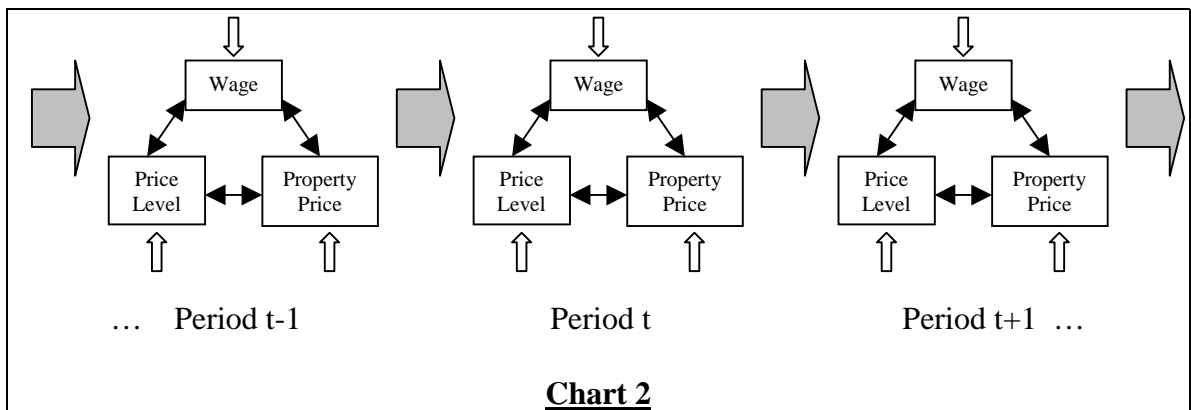 Wage
Wage
Wage
Price
Level
Property
Price
Price
Level
Property
Price
Price
Level
Property
Price
… Period t-1
Period t
Period t+1 …
Chart 2